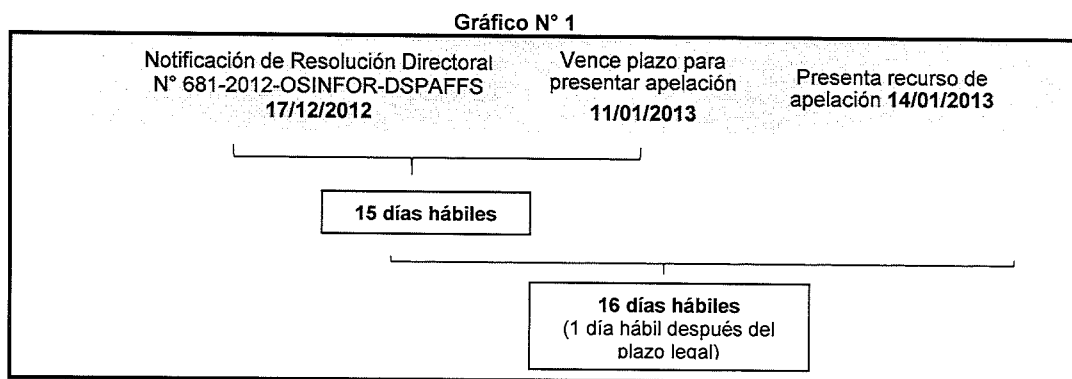 Gráfico N° 1
Notificación de Resolución Directoral
N° 681-2012-OSINFOR-DSPAFFS
17/12/2012
Vence plazo para
presentar apelación
11/01/2013
Presenta recurso de
apelación 14/01/2013
15 días hábiles
16 días hábiles
(1 día hábil después del
plazo legal)